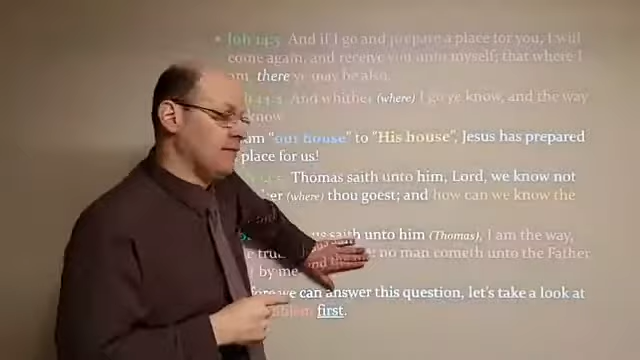 • Joh 14:3 And if I go and prepare a place for you, I will
come again, and receive you unto myself; that where I
am there ye may be also.
And whither (where) I go ye know, and the way
know
"our house" to "His house", Jesus has prepared
place for us!
Thomas saith unto him, Lord, we know not
(where) thou goest; and how can we know the
saith unto him (Thomas), I am the way,
no man cometh unto the Father
by me
can answer this question, let's take a look at
first.